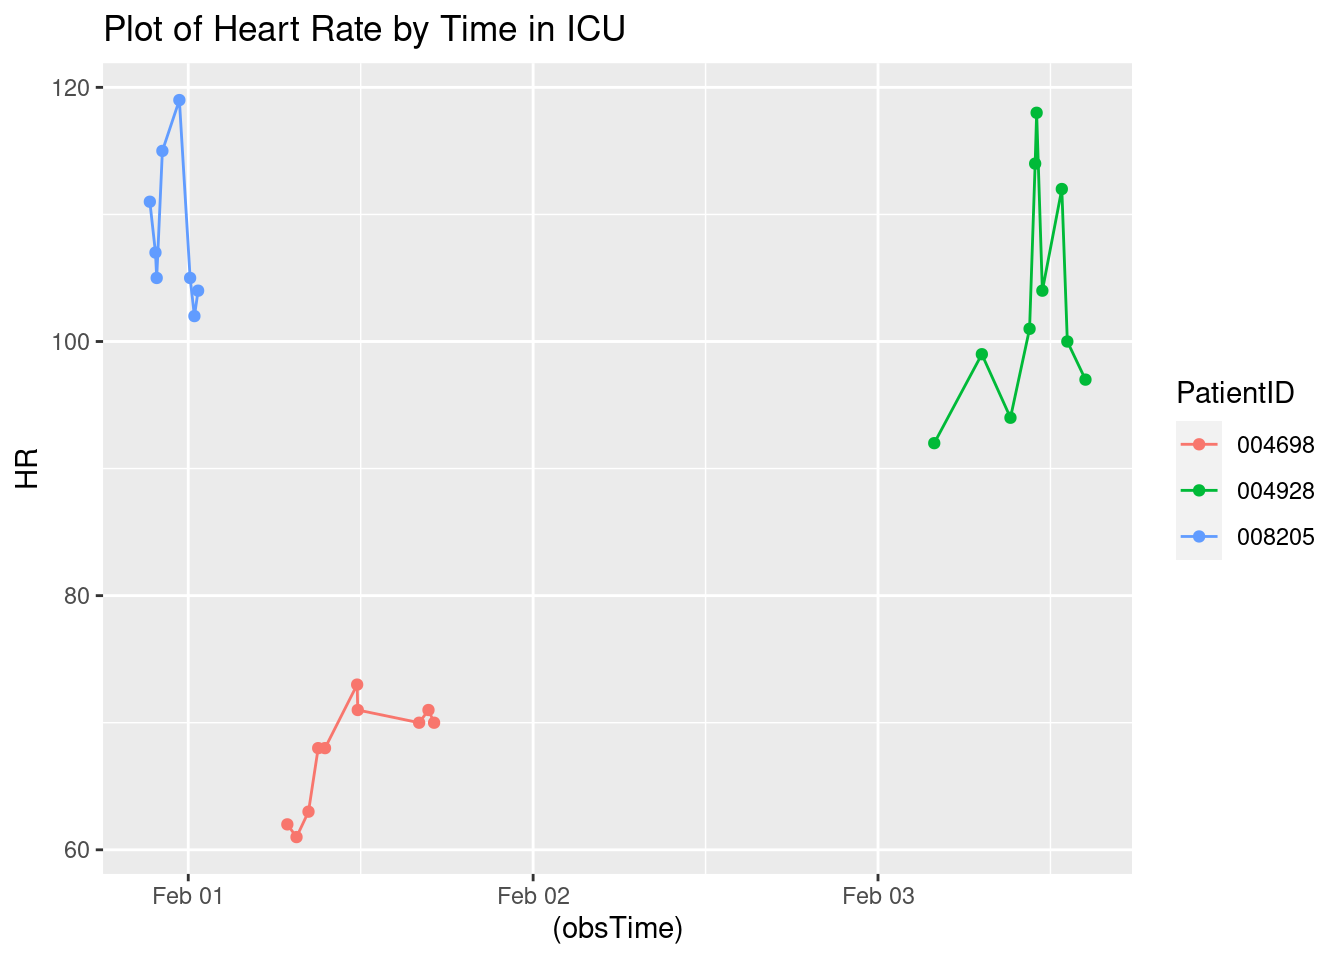 Plot of Heart Rate by Time in ICU
120
100
80
60
HR
Feb 01
Feb 02
Feb 03
(obsTime)
PatientID
004698
004928
008205